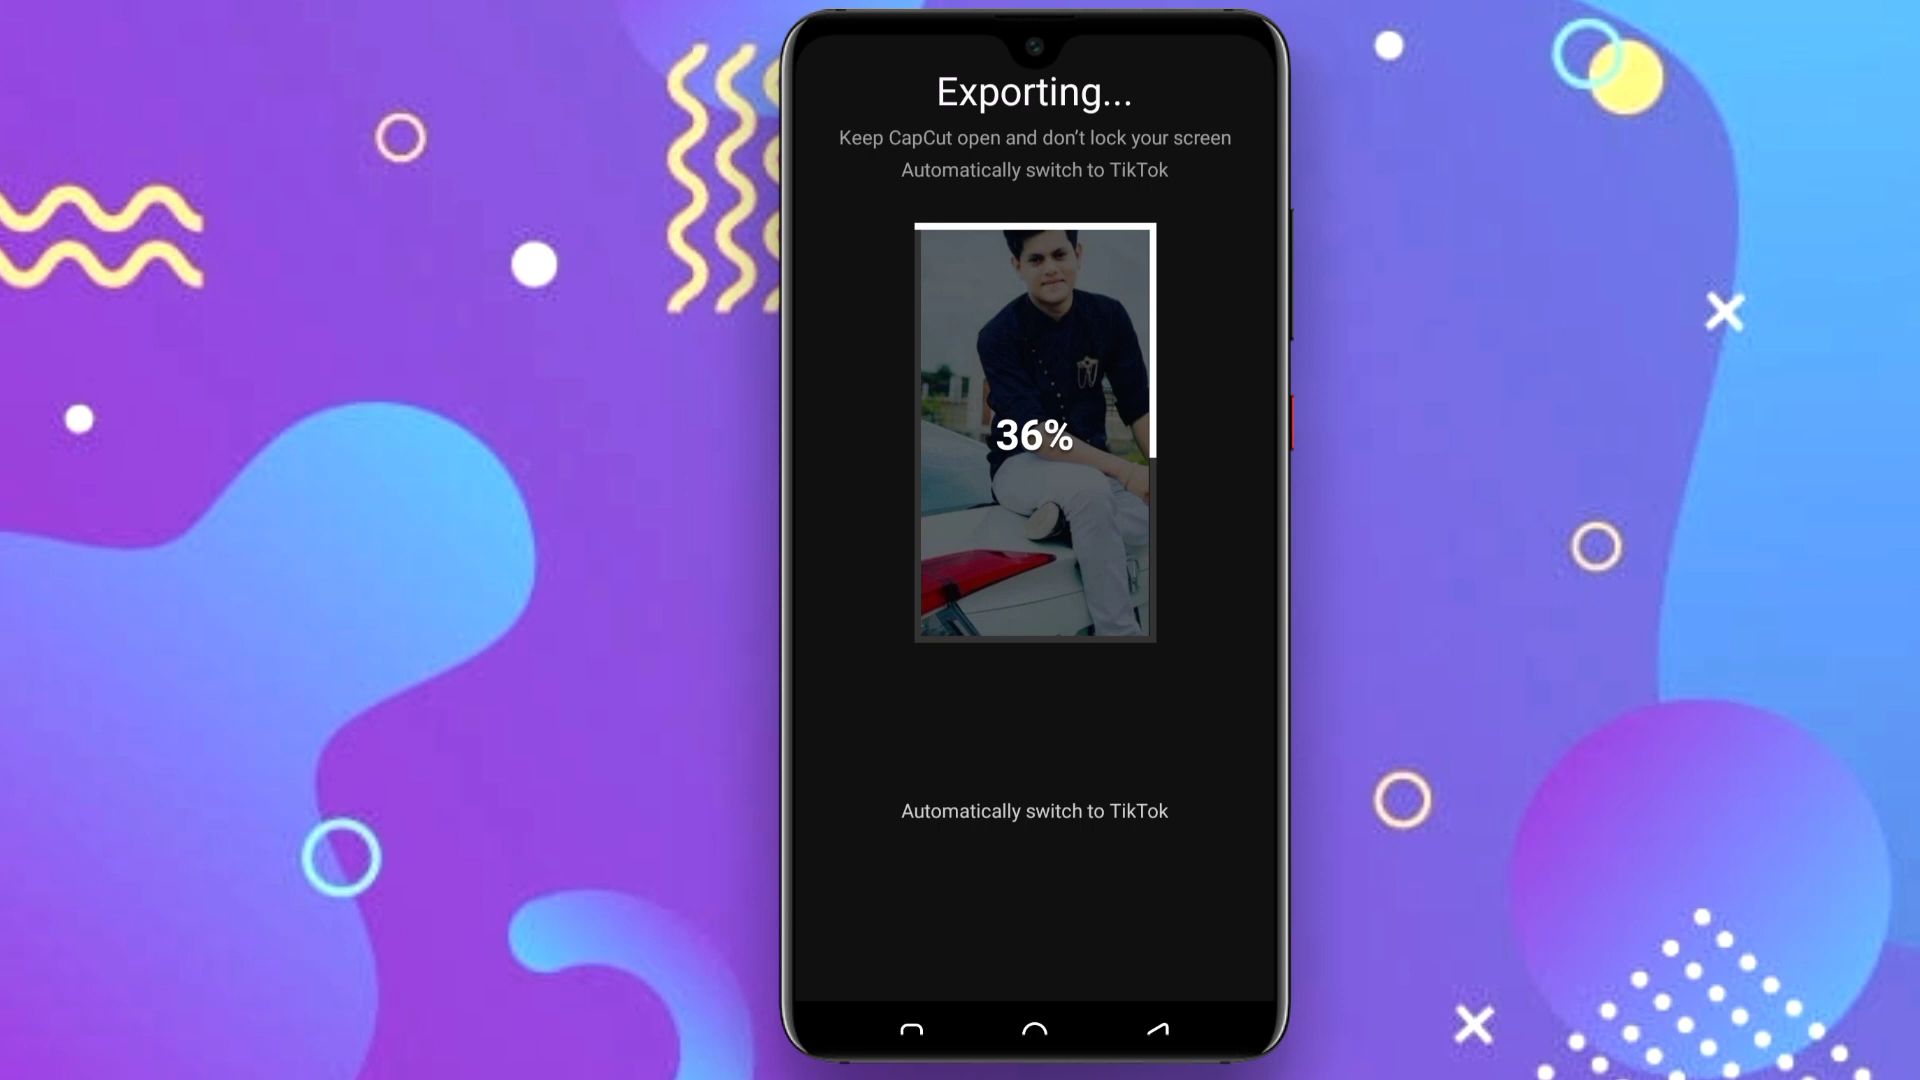 Exporting...
Keep CapCut open and don't lock your screen
Automatically switch to TikTok
36%
Automatically switch to TikTok